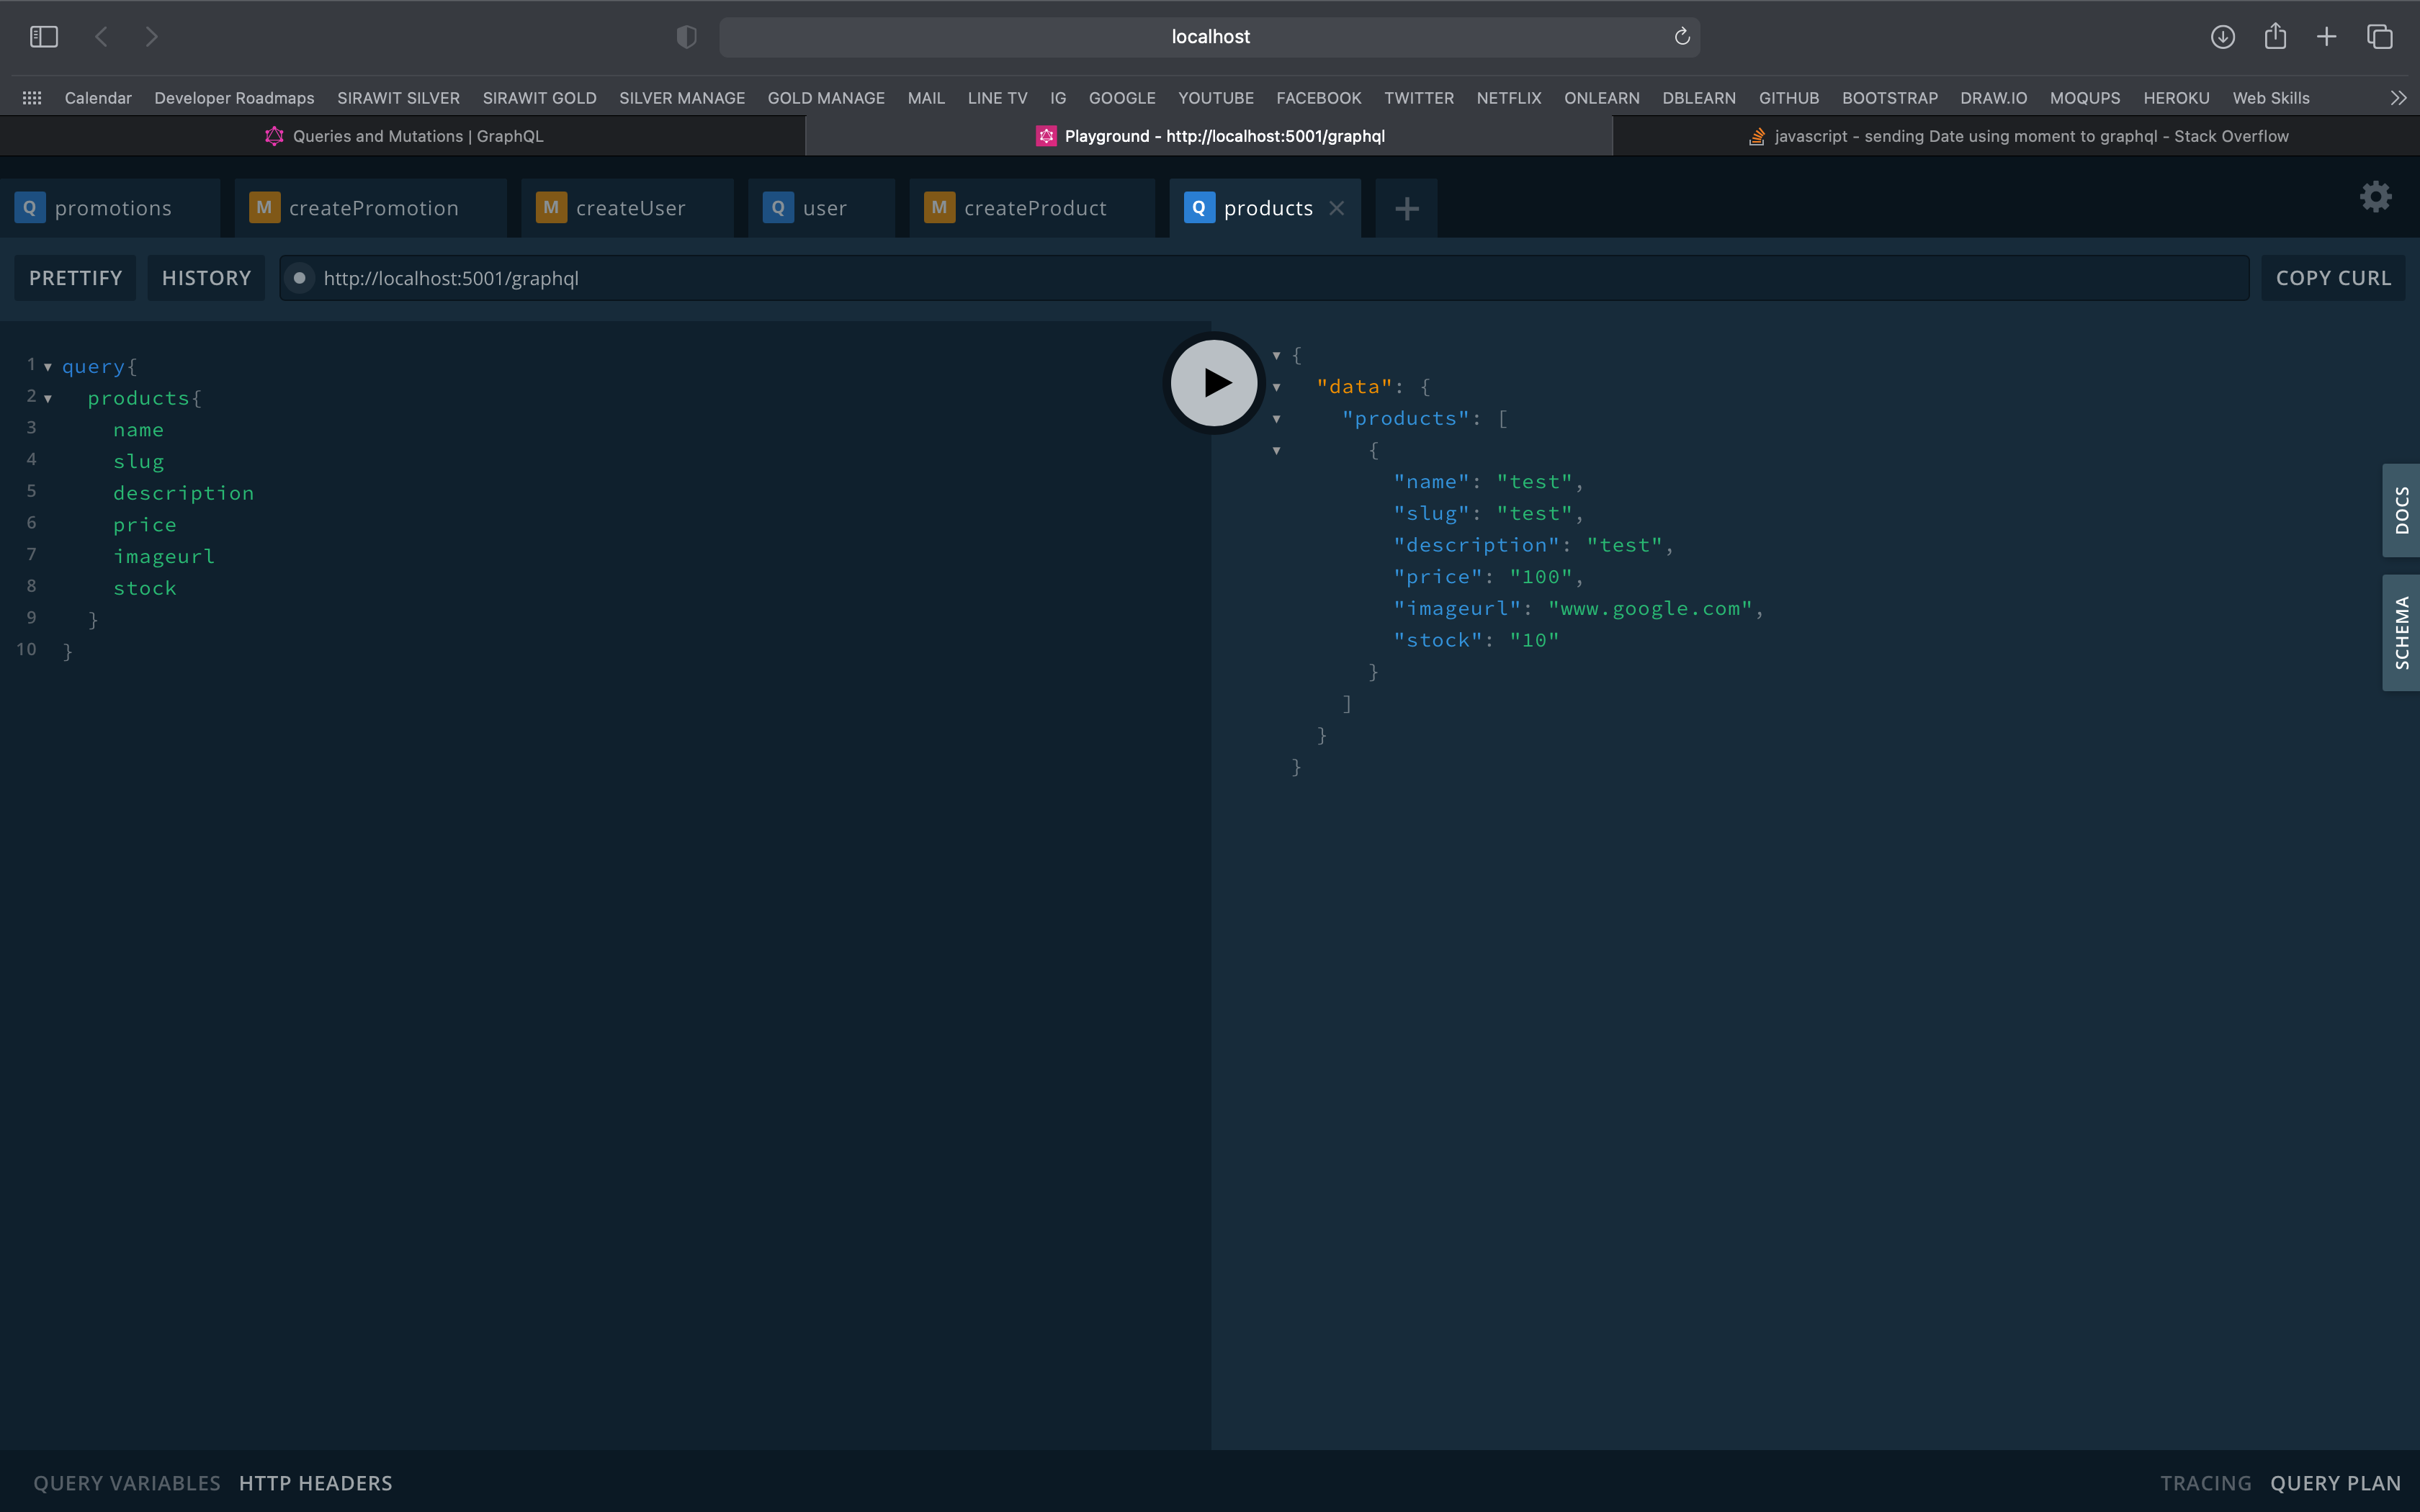 localhost
Calendar Developer Roadmaps SIRAWIT SILVER SIRAWIT GOLD SILVER MANAGE GOLD MANAGE MAIL LINE TV IG GOOGLE YOUTUBE FACEBOOK TWITTER NETFLIX ONLEARN DBLEARN GITHUB BOOTSTRAP DRAW.IO MOQUPS HEROKU Web Skills
Queries and Mutations | GraphQL Playground - http://localhost:5001/graphql javascript - sending Date using moment to graphql - Stack Overflow
Q promotions M createPromotion M createUser Q user M createProduct Q products
PRETTIFY HISTORY http://localhost:5001/graphql COPY CURL
1 query{
2 products{
3 name
4 slug
5 description
6 price
7 imageurl
8 stock
9 }
10 }
{
"data": {
"products": [
{
"name": "test",
"slug": "test",
"description": "test",
"price": "100",
"imageurl": "www.google.com",
"stock": "10"
}
]
}
}
DOCS
SCHEMA
QUERY VARIABLES HTTP HEADERS TRACING QUERY PLAN